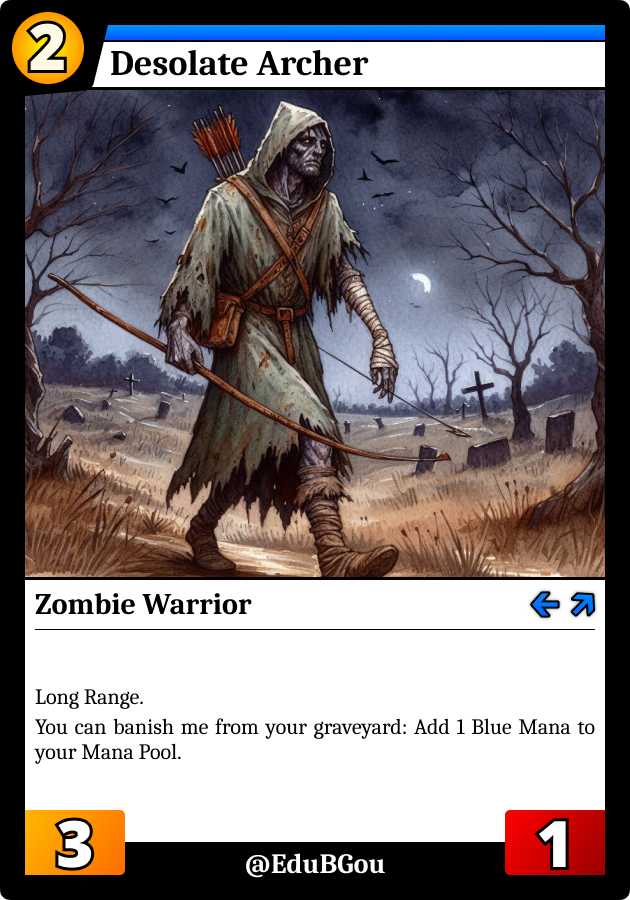 2
Desolate Archer
Zombie Warrior
Long Range.
You can banish me from your graveyard: Add 1 Blue Mana to
your Mana Pool.
3
@EduBGou
1